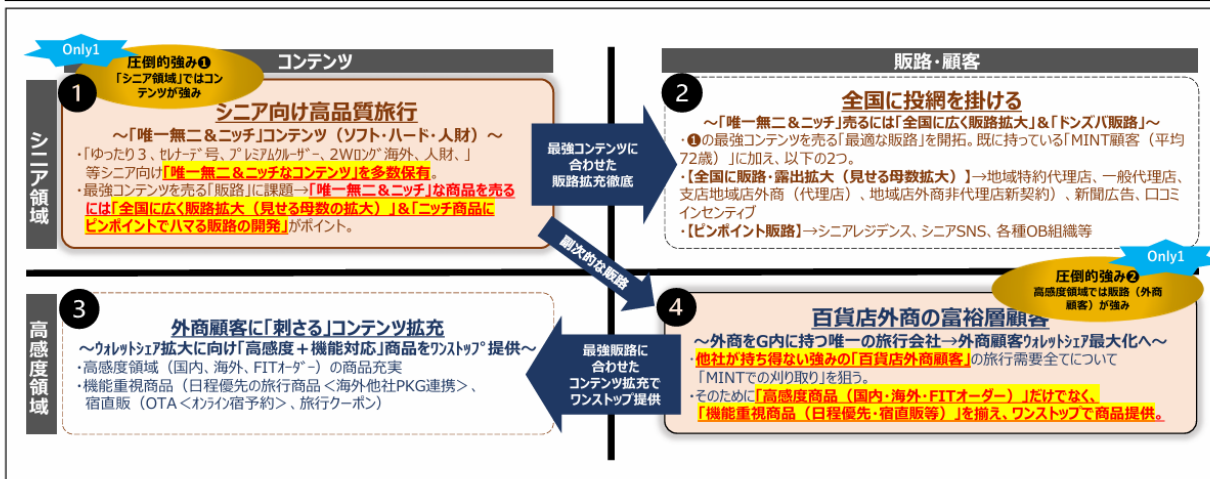 Only1
圧倒的強み❶
「シニア領域」ではコン
テンツが強み
コンテンツ
販路・顧客
シニア領域
1
シニア向け高品質旅行
~「唯一無二&ニッチ」コンテンツ(ソフト・ハード・人財)~
・「ゆったり3、セレナーデ号、プレミアムクルーザー、2Wロング海外、人財、」
等シニア向け「唯一無二&ニッチなコンテンツ」を多数保有。
・最強コンテンツを売る「販路」に課題→「唯一無二&ニッチ」な商品を売る
には「全国に広く販路拡大(見せる母数の拡大)」&「ニッチ商品に
ピンポイントでハマる販路の開発」がポイント。
最強コンテンツに
合わせた
販路拡充徹底
2
全国に投網を掛ける
~「唯一無二&ニッチ」売るには「全国に広く販路拡大」&「ドンズバ販路」~
・❶の最強コンテンツを売る「最適な販路」を開拓。既に持っている「MINT顧客(平均
72歳)」に加え、以下の2つ。
・【全国に販路・露出拡大(見せる母数拡大)】→地域特約代理店、一般代理店、
支店地域店外商(代理店)、地域店外商非代理店新契約)、新聞広告、口コミ
インセンティブ
・【ピンポイント販路】→シニアレジデンス、シニアSNS、各種OB組織等
副次的な販路
高感度領域
3
外商顧客に「刺さる」コンテンツ拡充
~ウォレットシェア拡大に向け「高感度+機能対応」商品をワンストップ提供~
・高感度領域(国内、海外、FITオーダー)の商品充実
・機能重視商品(日程優先の旅行商品<海外他社PKG連携>、
宿直販(OTA<オンライン宿予約>、旅行クーポン)
最強販路に
合わせた
コンテンツ拡充で
ワンストップ提供
Only1
圧倒的強み❷
高感度領域では販路(外商
顧客)が強み
4
百貨店外商の富裕層顧客
~外商をG内に持つ唯一の旅行会社→外商顧客ウォレットシェア最大化へ~
・他社が持ち得ない強みの「百貨店外商顧客」の旅行需要全てについて
「MINTでの刈り取り」を狙う。
・そのために「高感度商品(国内・海外・FITオーダー)」だけでなく、
「機能重視商品(日程優先・宿直販等)」を揃え、ワンストップで商品提供。